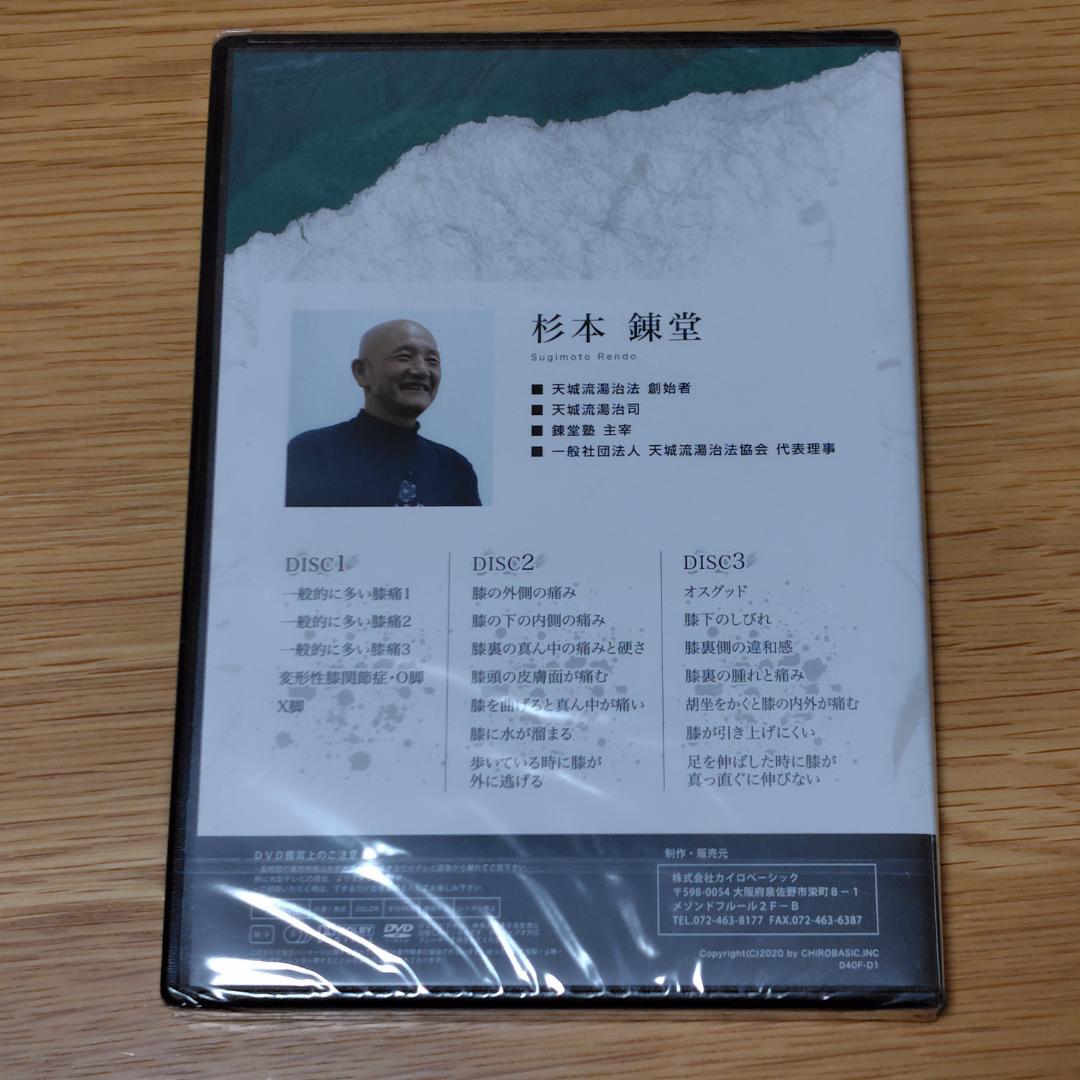 杉本 錬堂
Sugimoto Rendo
■ 天城流湯治法 創始者
■ 天城流湯治司
■ 錬堂塾 主宰
■ 一般社団法人 天城流湯治法協会 代表理事
DISC1
一般的に多い膝痛1
一般的に多い膝痛2
一般的に多い膝痛3
変形性膝関節症・O脚
X脚
DISC2
膝の外側の痛み
膝の下の内側の痛み
膝裏の真ん中の痛みと硬さ
膝頭の皮膚面が痛む
膝を曲げると真ん中が痛い
膝に水が溜まる
歩いている時に膝が
外に逃げる
DISC3
オスグッド
膝下のしびれ
膝裏側の違和感
膝裏の腫れと痛み
胡坐をかくと膝の内外が痛む
膝が引き上げにくい
足を伸ばした時に膝が
真っ直ぐに伸びない
DVD鑑賞上のご注意
COLOR
DVD
制作・販売元
株式会社カイロベーシック
〒598-0054 大阪府泉佐野市栄町8-1
メゾンドフルール2F-B
TEL.072-463-8177 FAX.072-463-6387
Copyright(C)2020 by CHIROBASIC.INC
040F-D1